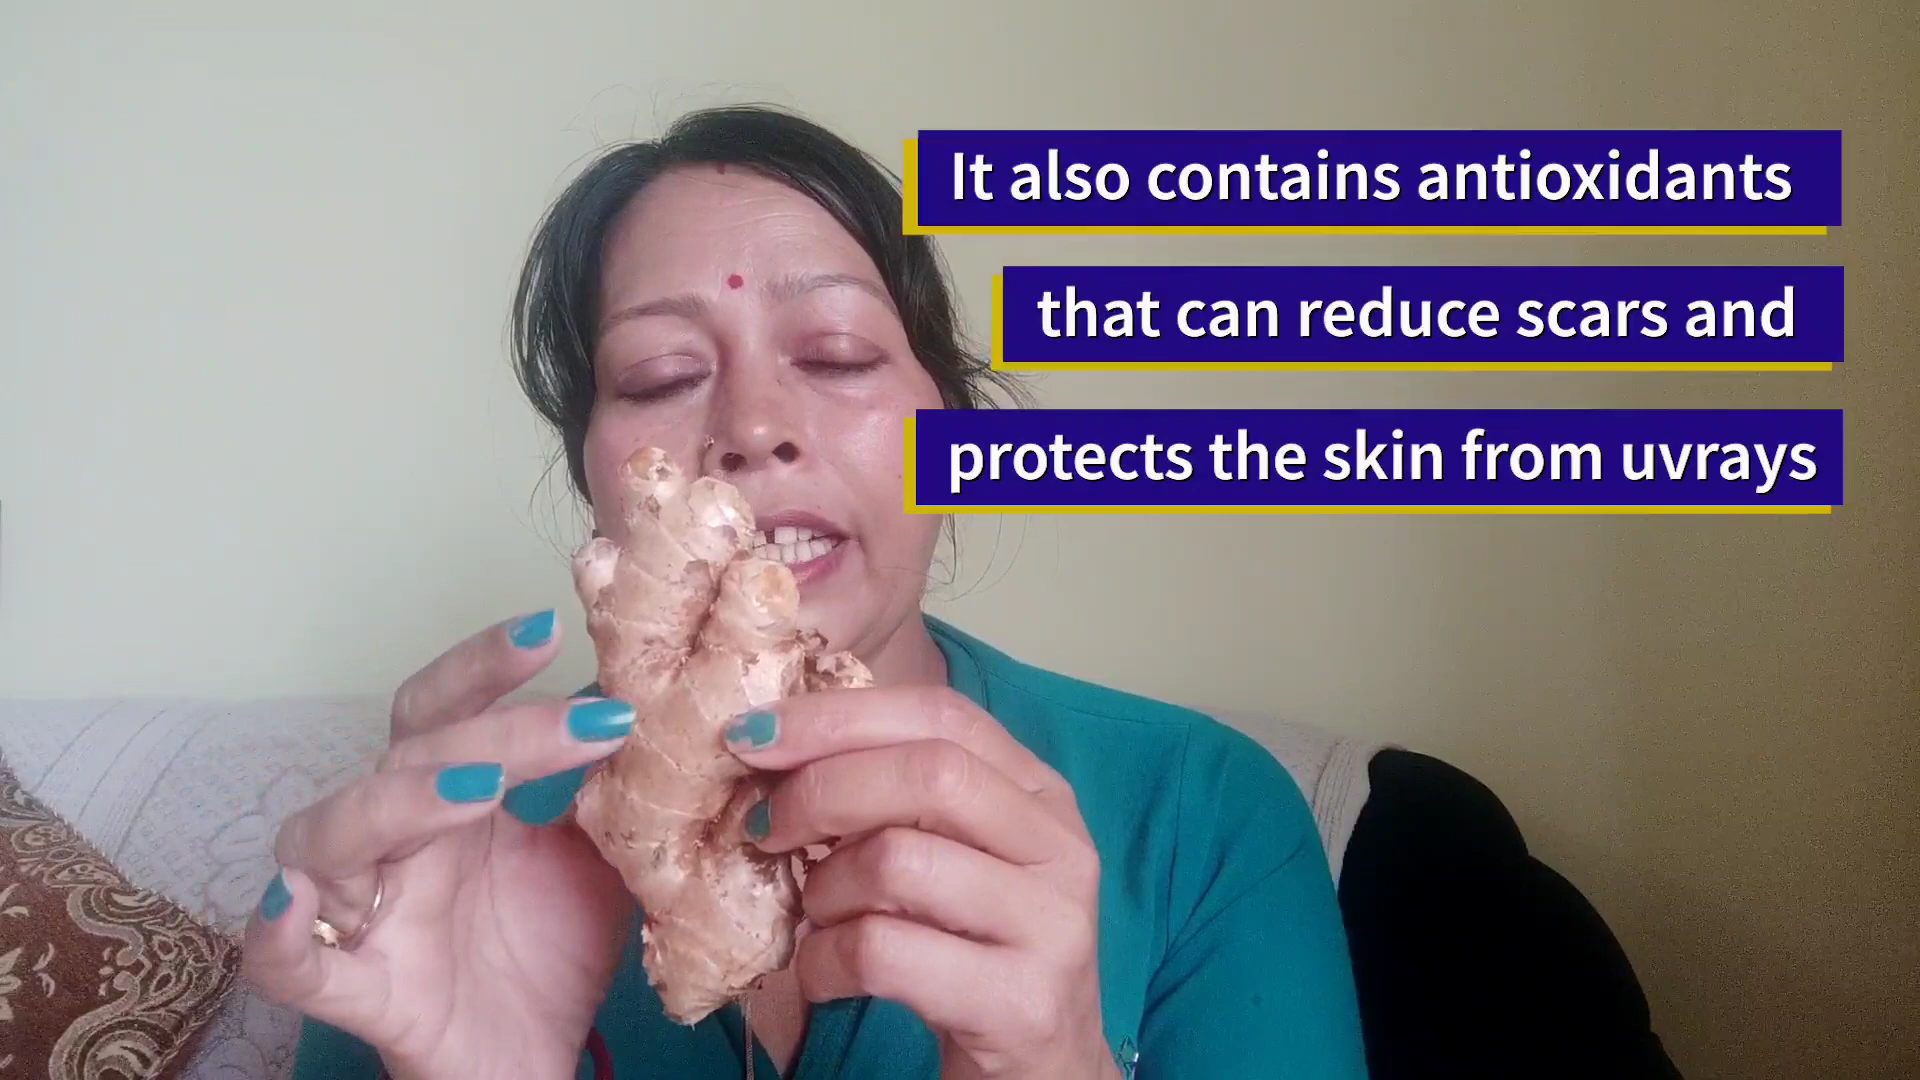 It also contains antioxidants
that can reduce scars and
protects the skin from uvrays